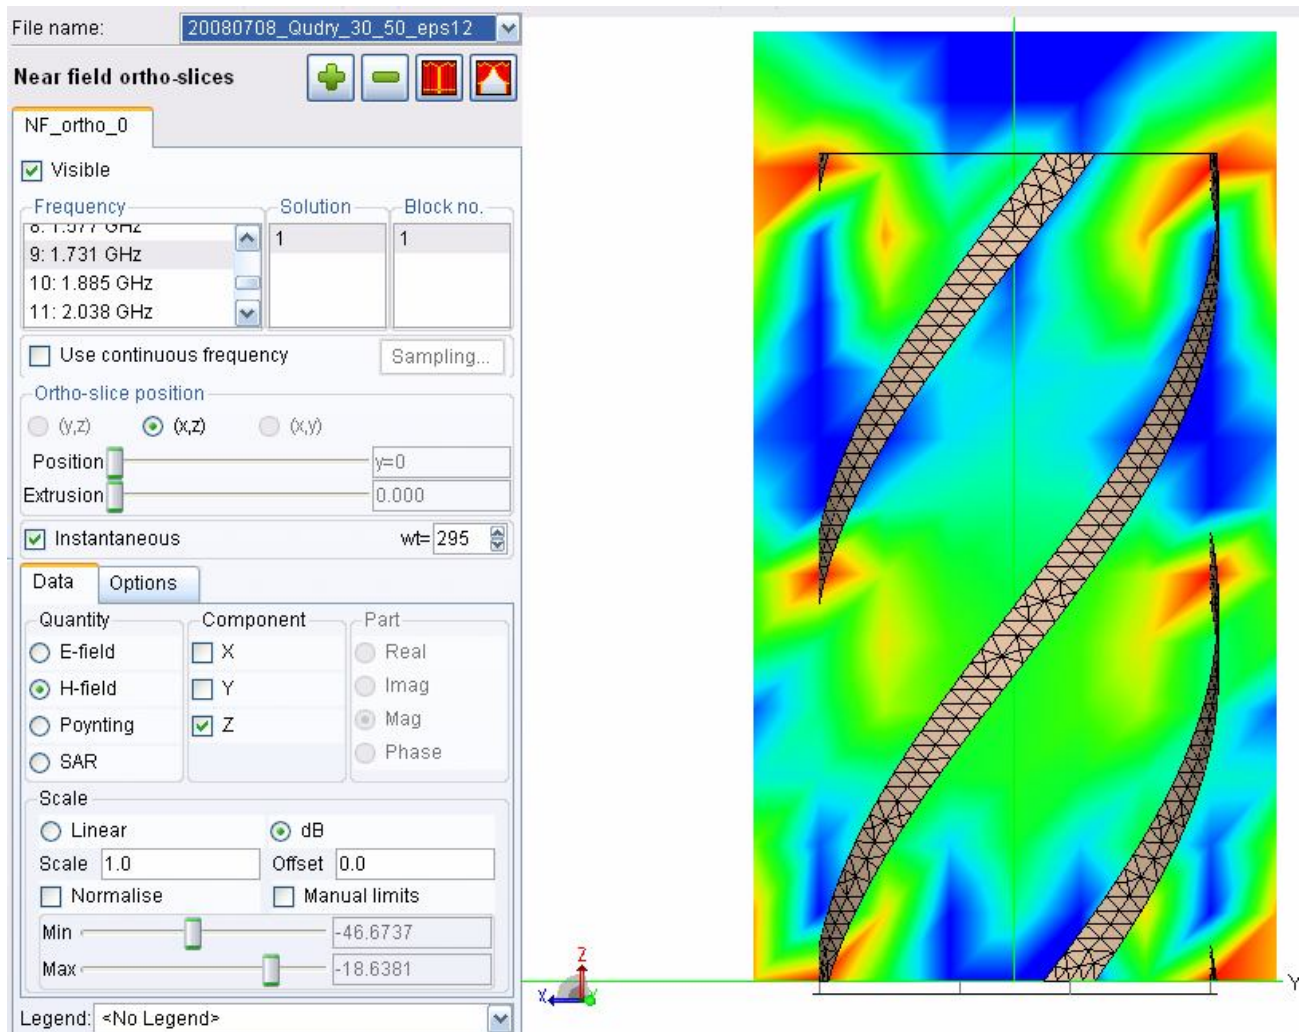 File name: 20080708_Qudry_30_50_eps12
Near field ortho-slices
NF_ortho_0
Visible
Frequency Solution Block no.
8: 1.577 GHz
9: 1.731 GHz
10: 1.885 GHz
11: 2.038 GHz
1
1
Use continuous frequency Sampling...
Ortho-slice position
(y,z) (x,z) (x,y)
Position y=0
Extrusion 0.000
Instantaneous wt= 295
Data Options
Quantity Component Part
E-field X Real
H-field Y Imag
Poynting Z Mag
SAR Phase
Scale
Linear dB
Scale 1.0 Offset 0.0
Normalise Manual limits
Min -46.6737
Max -18.6381
Legend: <No Legend>
Z
X Y
Y